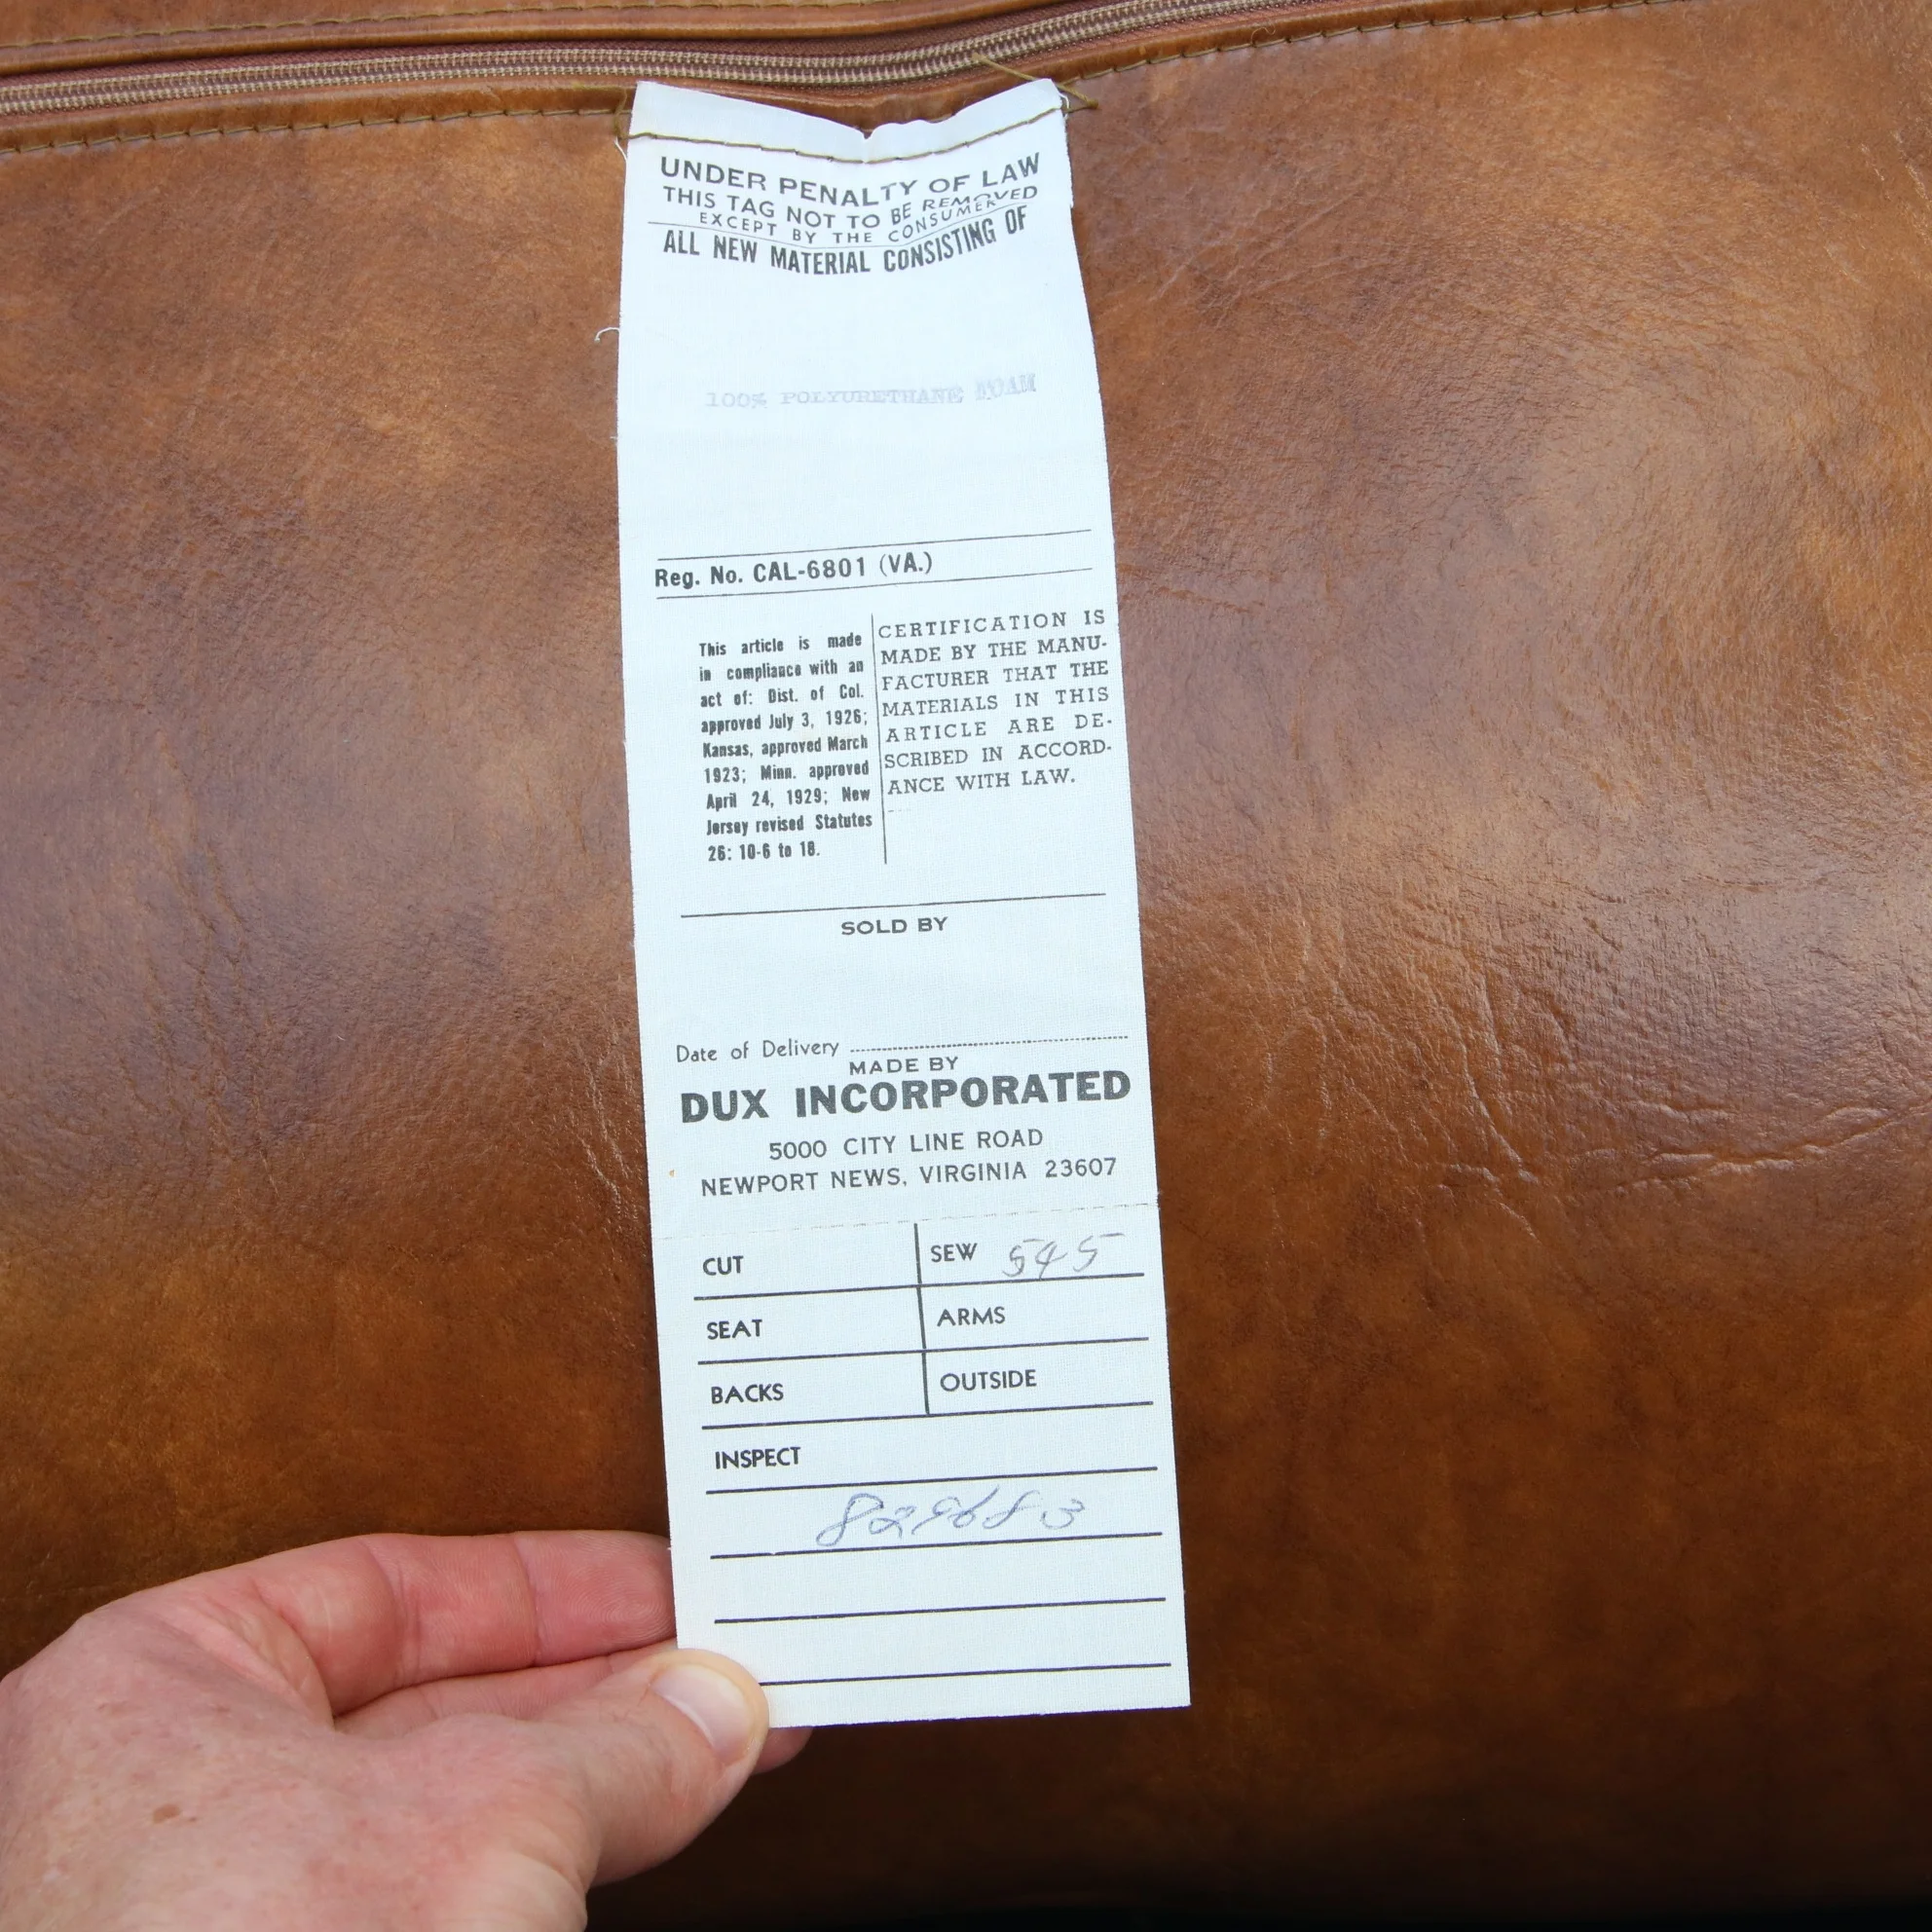 UNDER PENALTY OF LAW
THIS TAG NOT TO BE REMOVED
EXCEPT BY THE CONSUMER
ALL NEW MATERIAL CONSISTING OF
100% POLYURETHANE FOAM
Reg. No. CAL-6801 (VA.)
This article is made
in compliance with an
act of: Dist. of Col.
approved July 3, 1926;
Kansas, approved March
1923; Minn. approved
April 24, 1929; New
Jersey revised Statutes
26: 10-6 to 18.
CERTIFICATION IS
MADE BY THE MANU-
FACTURER THAT THE
MATERIALS IN THIS
ARTICLE ARE DE-
SCRIBED IN ACCORD-
ANCE WITH LAW.
SOLD BY
Date of Delivery
MADE BY
DUX INCORPORATED
5000 CITY LINE ROAD
NEWPORT NEWS, VIRGINIA 23607
CUT
SEW 545
SEAT
ARMS
BACKS
OUTSIDE
INSPECT